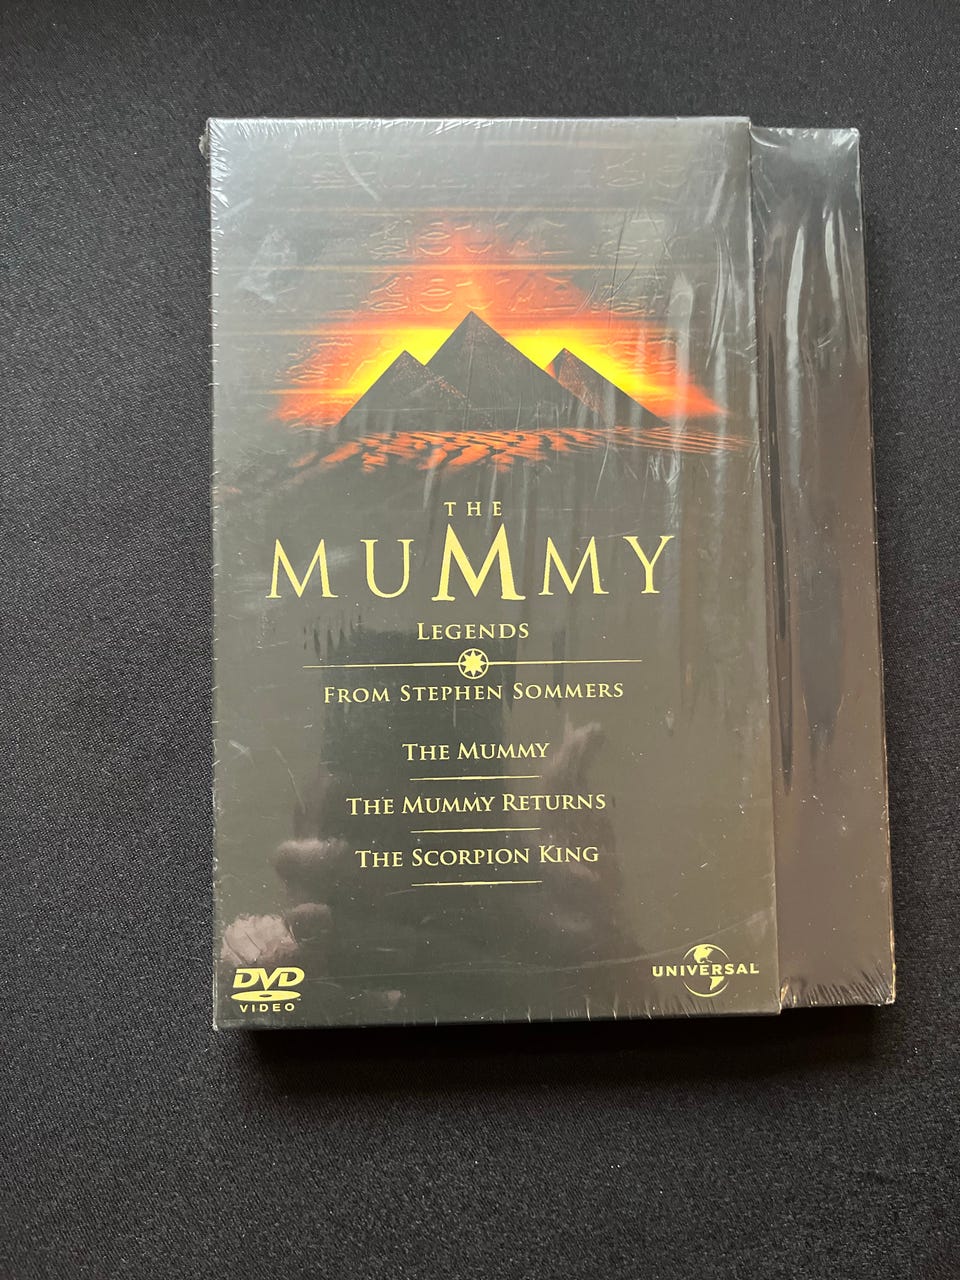 THE
MUMMY
LEGENDS
FROM STEPHEN SOMMERS
THE MUMMY
THE MUMMY RETURNS
THE SCORPION KING
DVD
VIDEO
UNIVERSAL